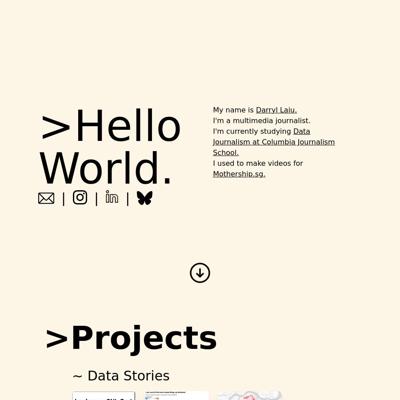 >Hello
World.
My name is Darryl Laiu.
I'm a multimedia journalist.
I'm currently studying Data
Journalism at Columbia Journalism
School.
I used to make videos for
Mothership.sg.
| | |
>Projects
~ Data Stories